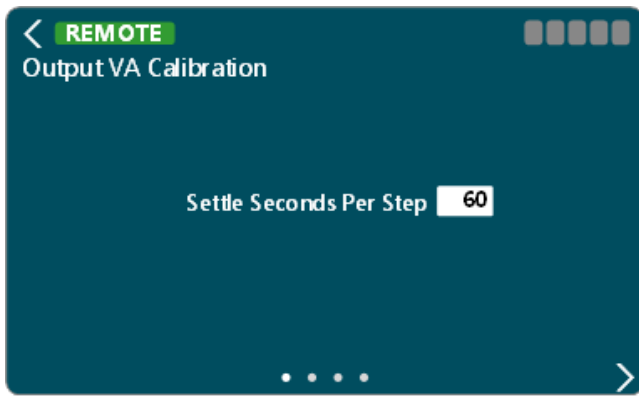 REMOTE
Output VA Calibration
Settle Seconds Per Step 60